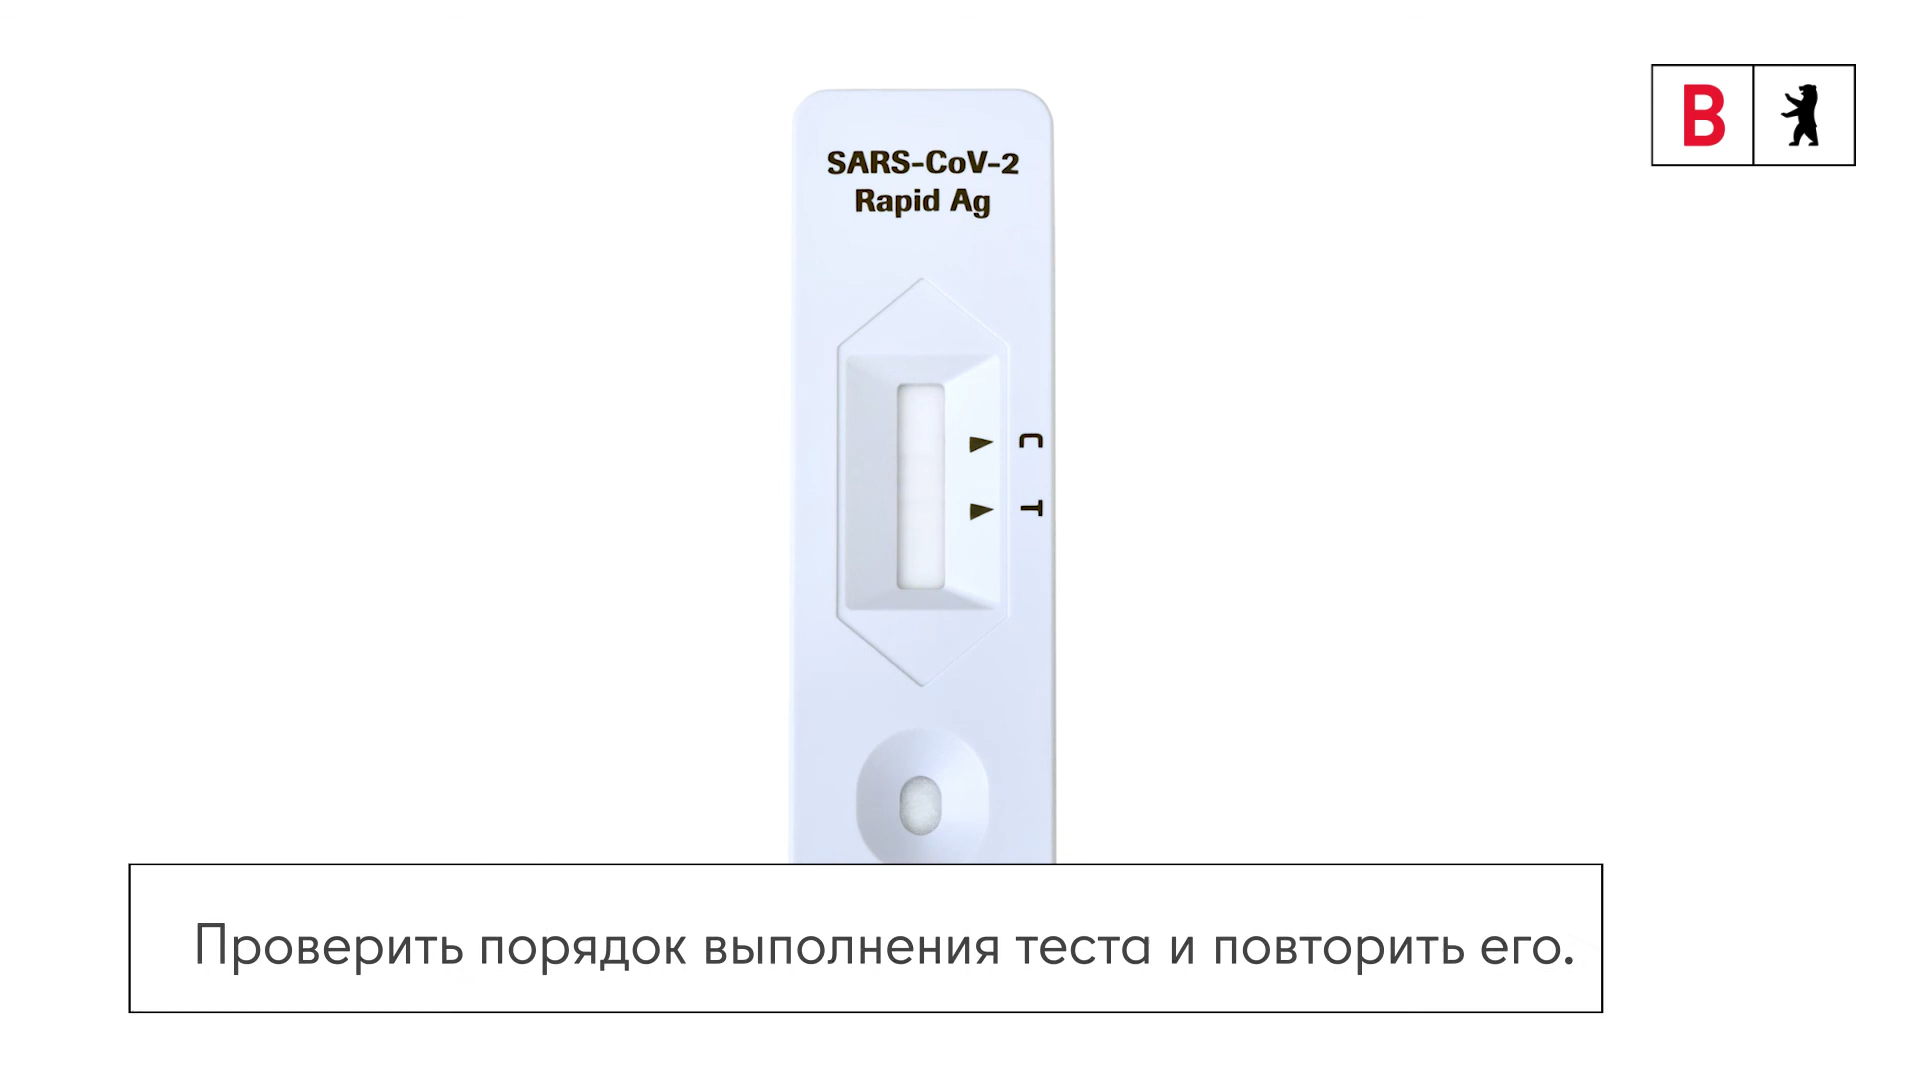 B
SARS-CoV-2
Rapid Ag
C
T
Проверить порядок выполнения теста и повторить его.